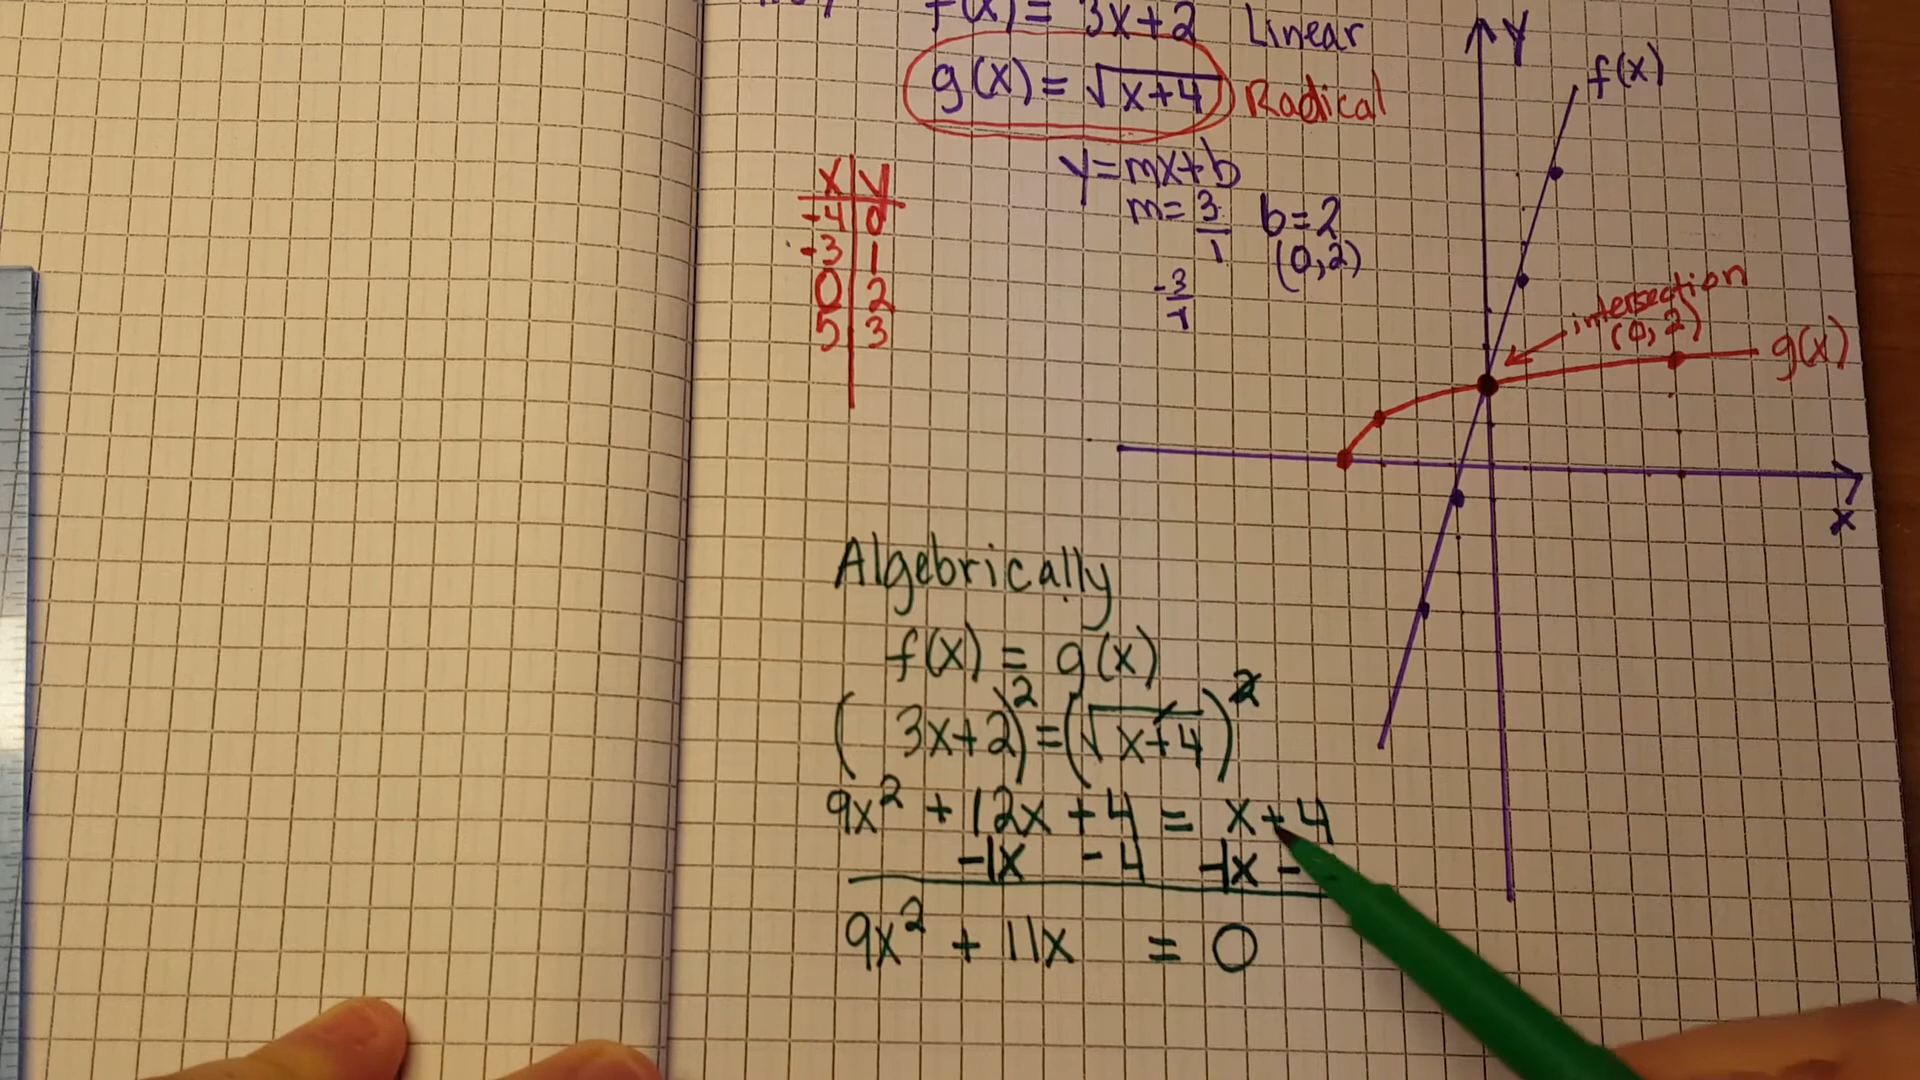 f(x) = 3x+2 Linear
g(x) = √x+4 Radical
x | y
-4 | 0
-3 | 1
0 | 2
5 | 3
y=mx+b
m= 3/1 b=2
(0,2)
-3/-1
y
f(x)
intersection
(0,2)
g(x)
x
Algebrically
f(x) = g(x)
( 3x+2)² = (√x+4)²
9x² + 12x + 4 = x+4
-1x - 4 -1x -
9x² + 11x = 0